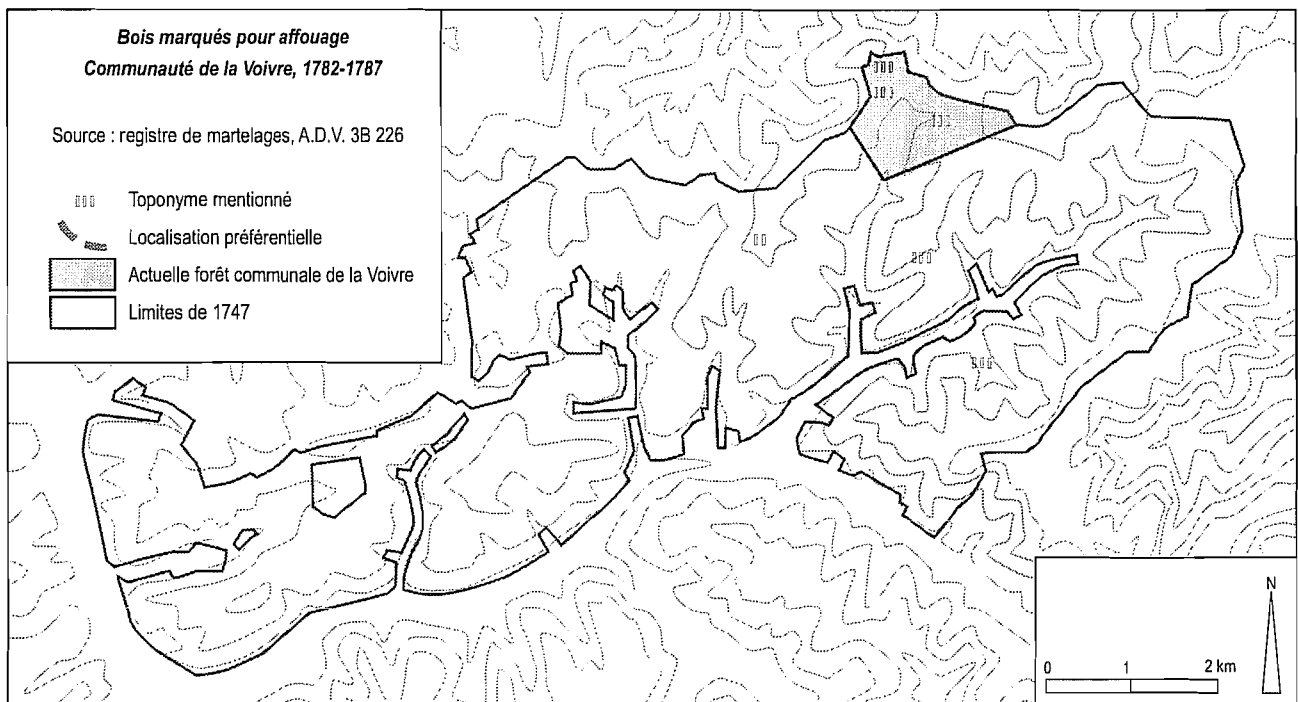 Bois marqués pour affouage
Communauté de la Voivre, 1782-1787
Source : registre de martelages, A.D.V. 3B 226
Toponyme mentionné
Localisation préférentielle
Actuelle forêt communale de la Voivre
Limites de 1747
N
0 1 2 km